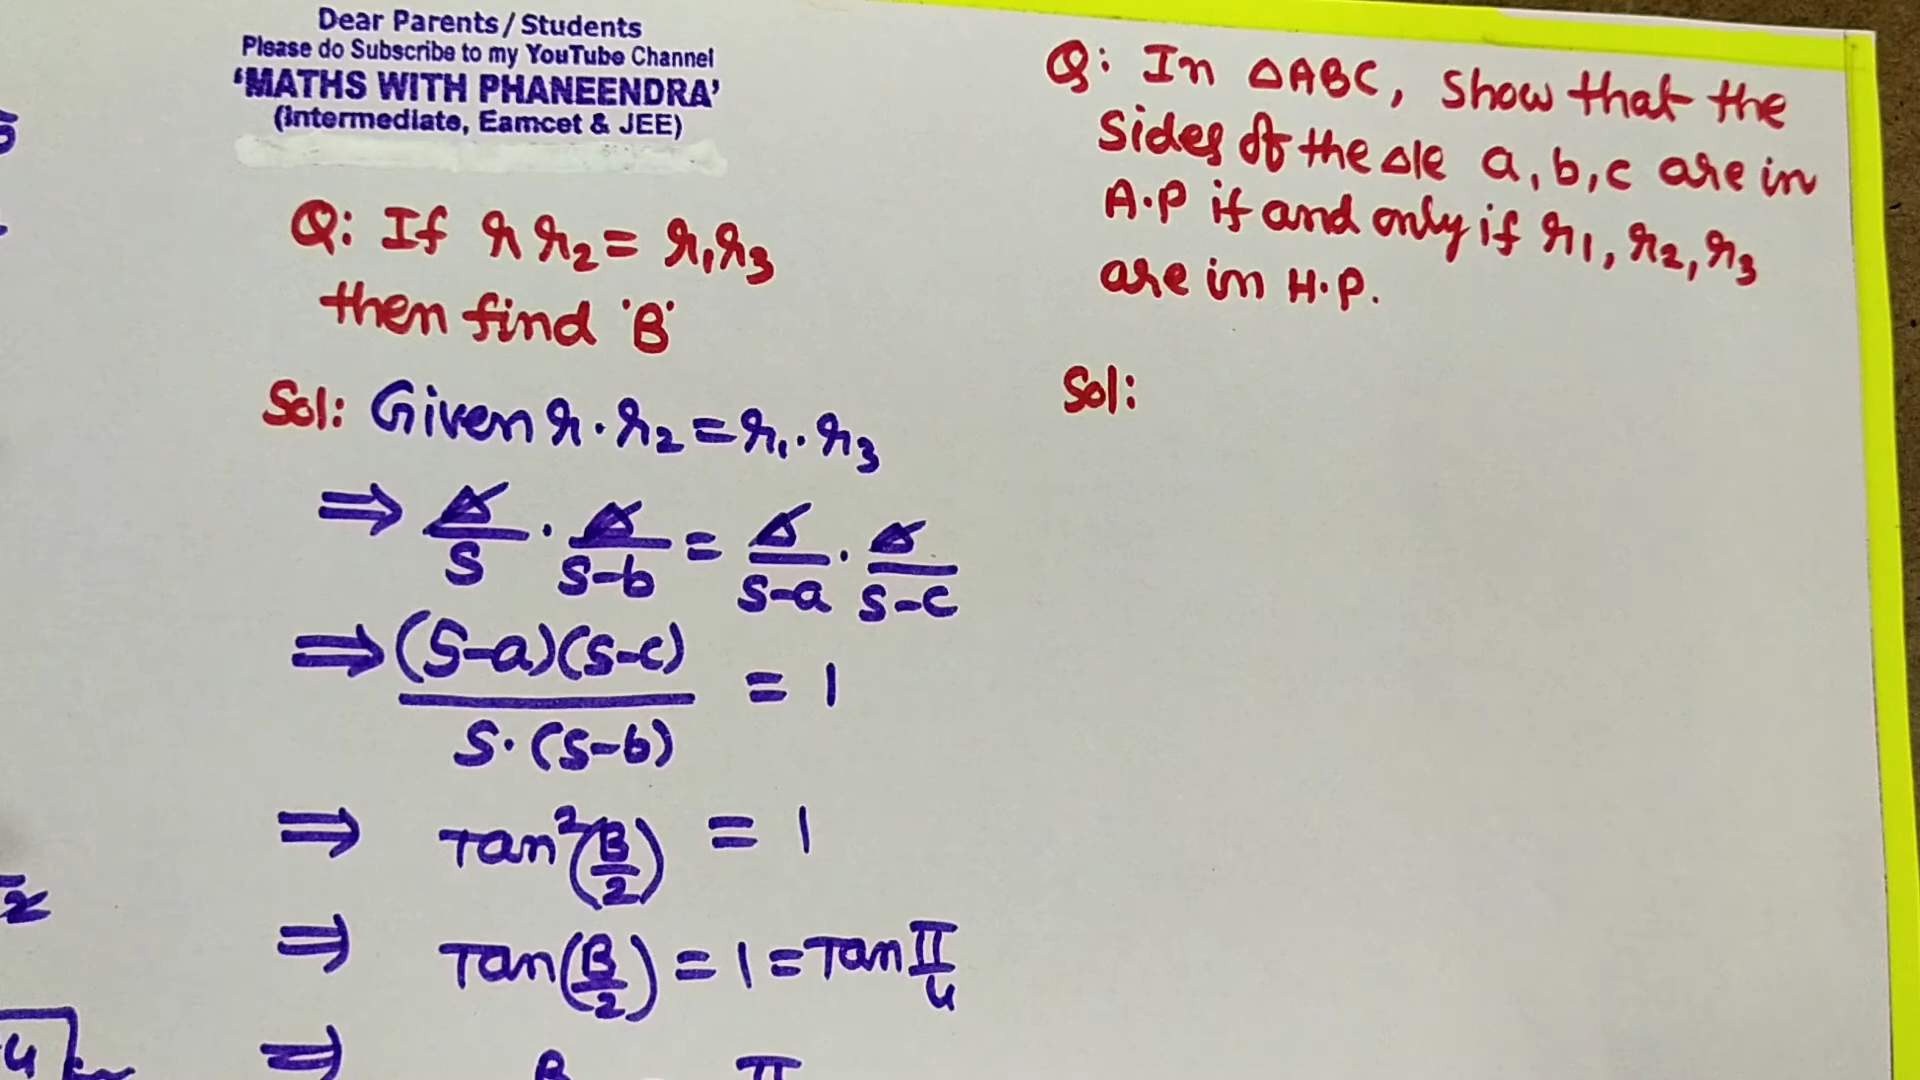 Dear Parents/Students
Please do Subscribe to my YouTube Channel
'MATHS WITH PHANEENDRA'
(Intermediate, Eamcet & JEE)
Q: If r r₂ = r₁r₃
then find 'B'
Sol: Given r.r₂ = r₁.r₃
⇒ Δ/S . Δ/S-b = Δ/S-a . Δ/S-c
⇒ (S-a)(S-c)/S.(S-b) = 1
⇒ Tan²(B/2) = 1
⇒ Tan(B/2) = 1 = Tan π/4
⇒ B π
Q: In ΔABC, show that the
sides of the Δle a, b, c are in
A.P if and only if r₁, r₂, r₃
are in H.P.
Sol: